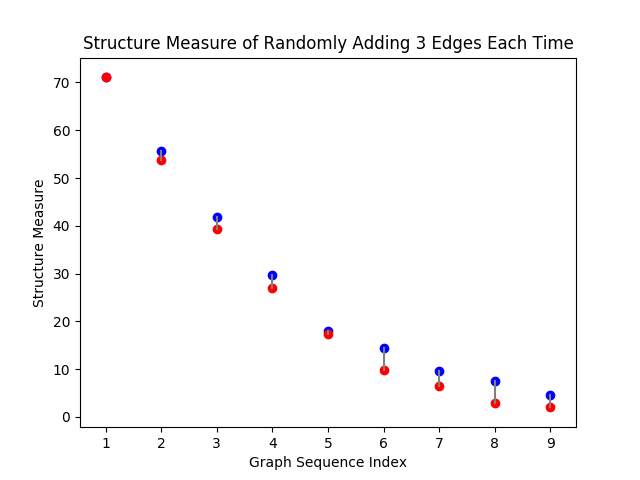 Structure Measure of Randomly Adding 3 Edges Each Time
70
60
50
40
30
20
10
0
Structure Measure
1 2 3 4 5 6 7 8 9
Graph Sequence Index